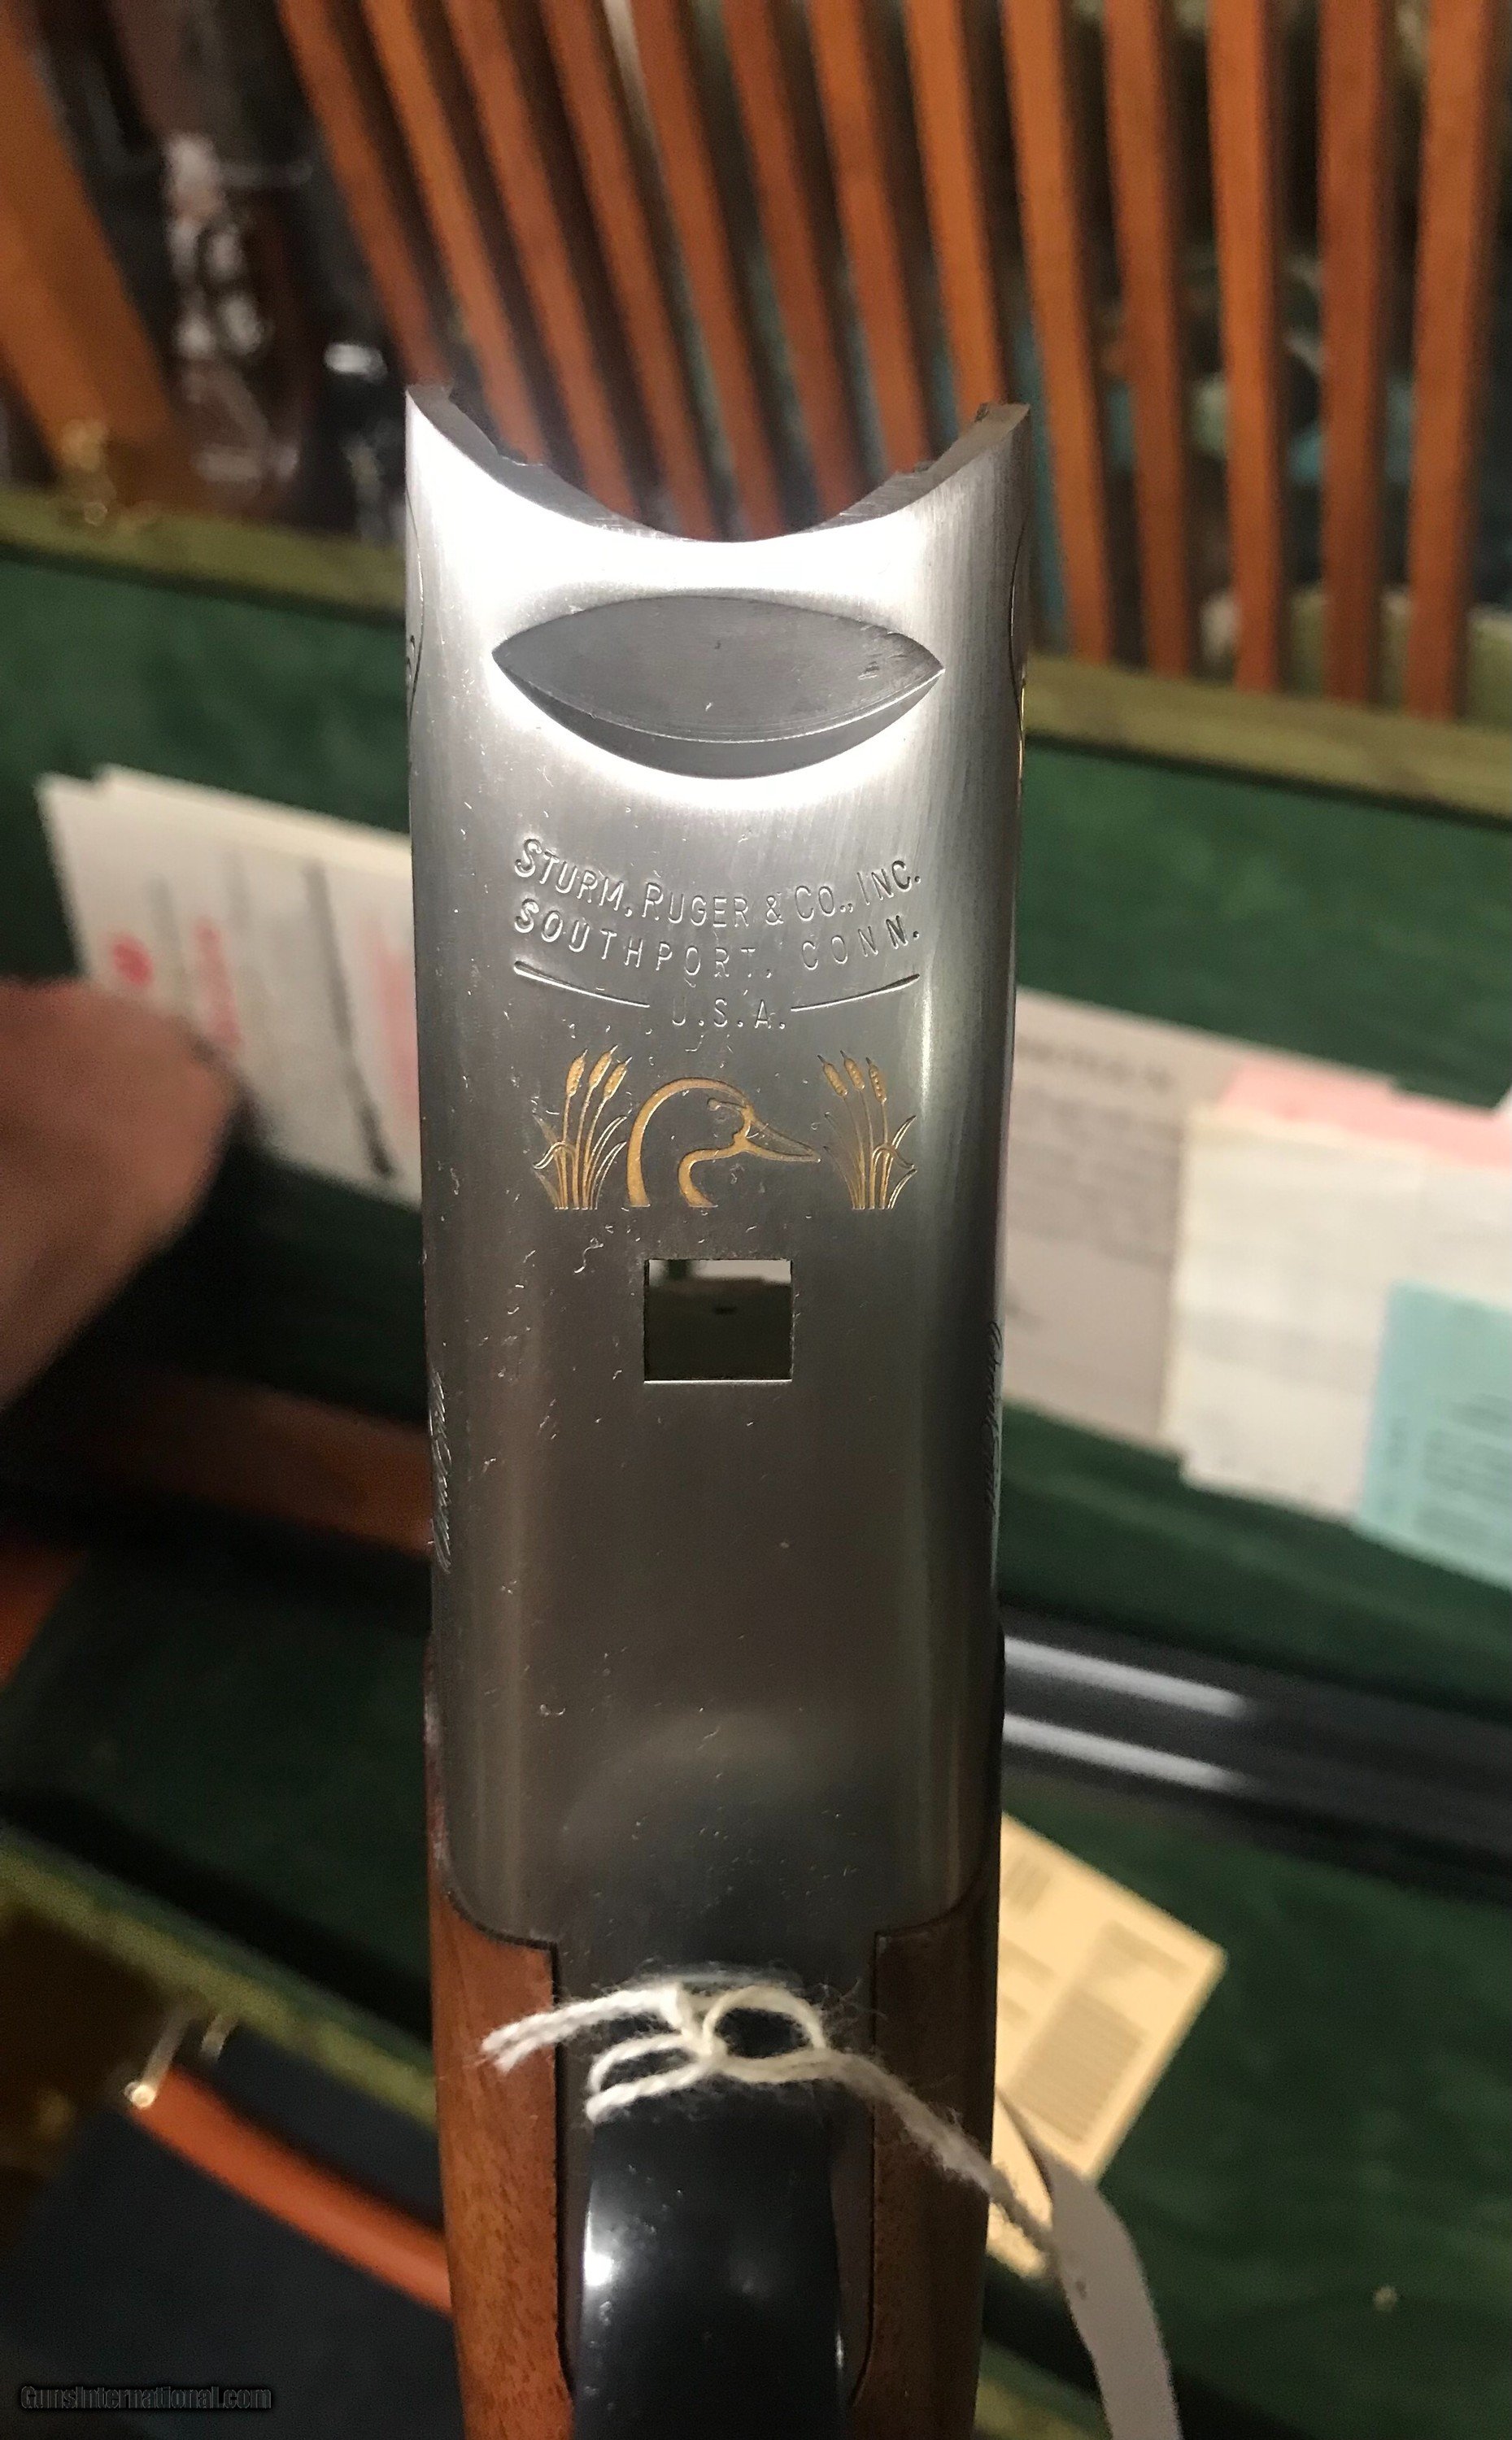 STURM, RUGER & CO., INC.
SOUTHPORT, CONN.
U.S.A.
GunsInternational.com